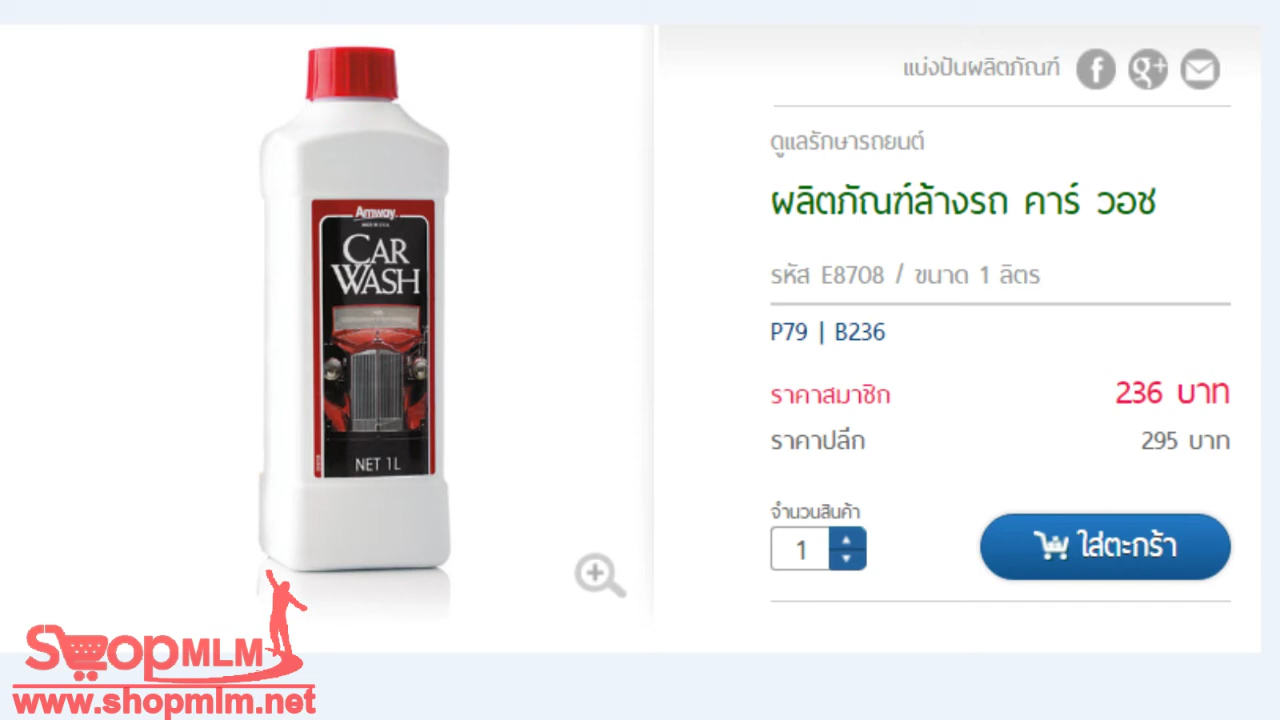 Amway
CAR
WASH
NET 1L
แบ่งปันผลิตภัณฑ์
ดูแลรักษารถยนต์
ผลิตภัณฑ์ล้างรถ คาร์ วอช
รหัส E8708 / ขนาด 1 ลิตร
P79 | B236
ราคาสมาชิก 236 บาท
ราคาปลีก 295 บาท
จำนวนสินค้า
1
ใส่ตะกร้า
ShopMLM
www.shopmlm.net